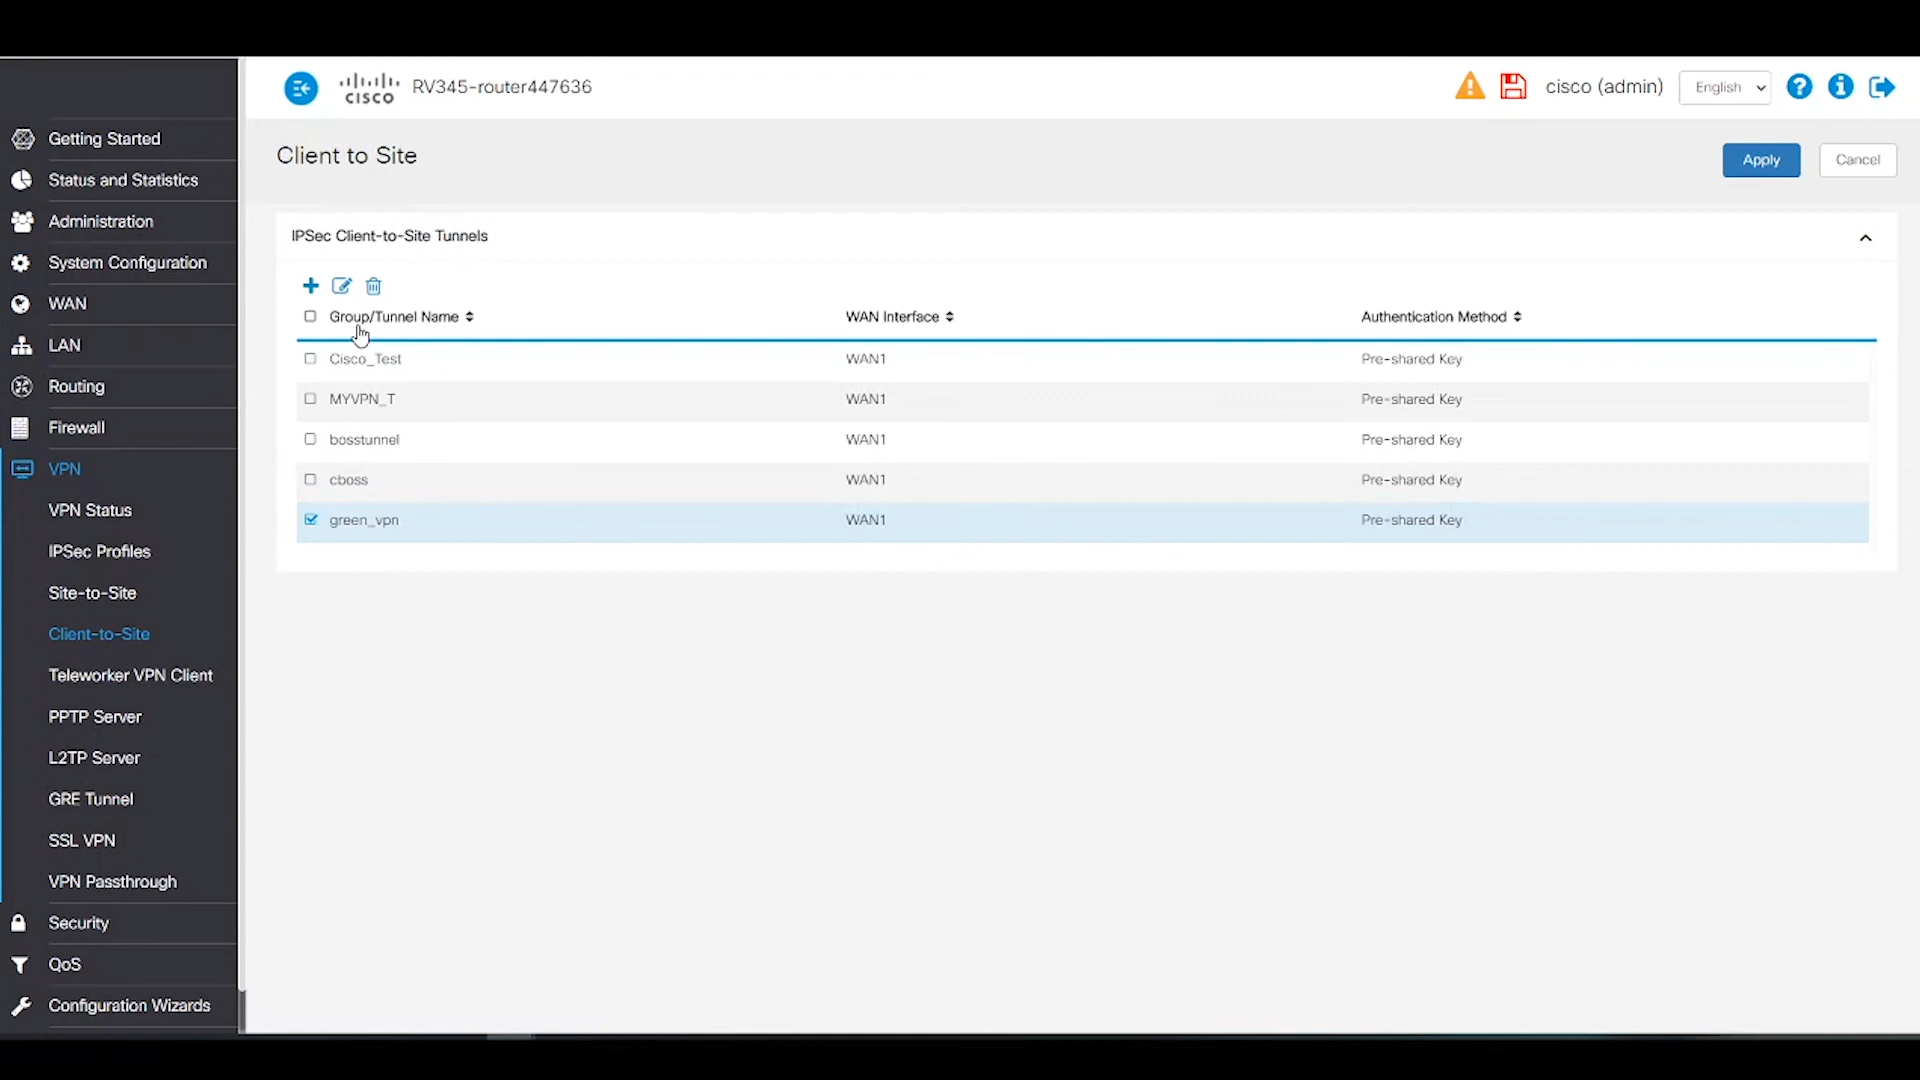 CISCO
RV345-router447636
cisco (admin)
English
Getting Started
Status and Statistics
Administration
System Configuration
WAN
LAN
Routing
Firewall
VPN
VPN Status
IPSec Profiles
Site-to-Site
Client-to-Site
Teleworker VPN Client
PPTP Server
L2TP Server
GRE Tunnel
SSL VPN
VPN Passthrough
Security
QoS
Configuration Wizards
Client to Site
Apply
Cancel
IPSec Client-to-Site Tunnels
Group/Tunnel Name WAN Interface Authentication Method
Cisco_Test WAN1 Pre-shared Key
MYVPN_T WAN1 Pre-shared Key
bosstunnel WAN1 Pre-shared Key
cboss WAN1 Pre-shared Key
green_vpn WAN1 Pre-shared Key